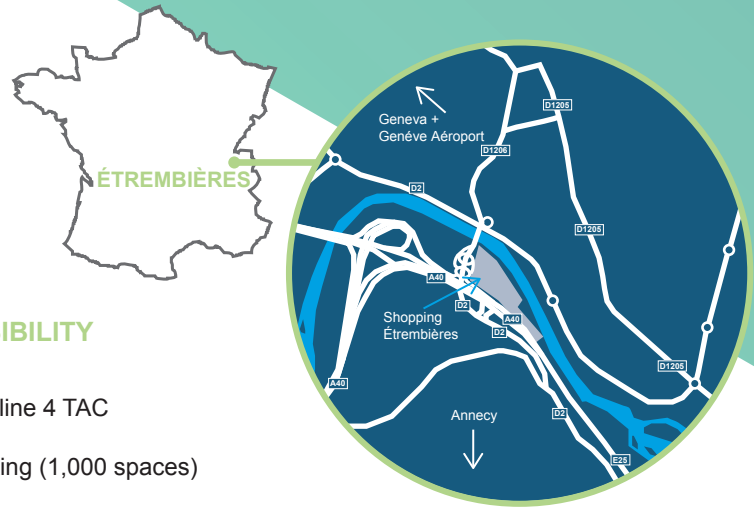 ÉTREMBIÈRES
Geneva +
Genéve Aéroport
D1205
D1206
D2
D1205
A40
Shopping
Étrembières
D2
A40
D2
A40
D1205
Annecy
D2
E25
IBILITY
line 4 TAC
ing (1,000 spaces)